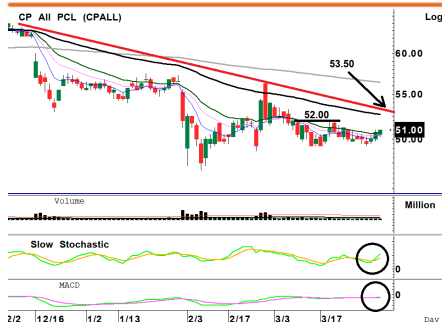 CP All PCL (CPALL)
Log
60.00
53.50
55.00
52.00
51.00
50.00
Volume
Million
Slow Stochastic
0
MACD
0
2/2 12/16 1/2 1/13 2/3 2/17 3/3 3/17 Day